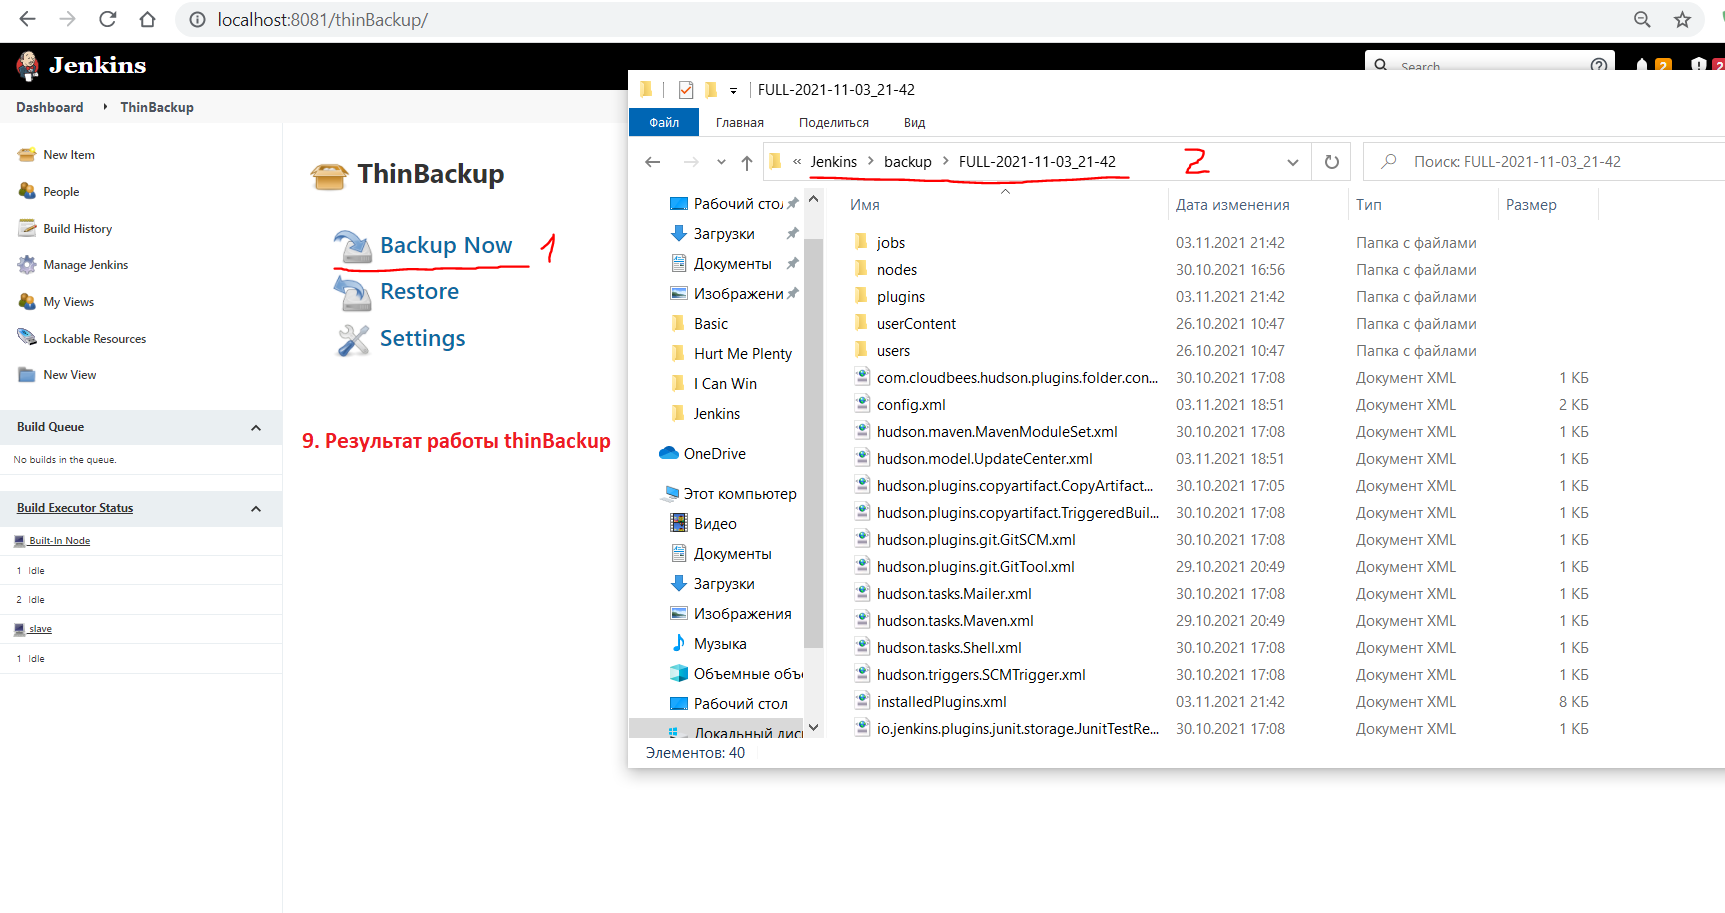 localhost:8081/thinBackup/
Jenkins
Search
2
2
Dashboard
ThinBackup
New Item
People
Build History
Manage Jenkins
My Views
Lockable Resources
New View
Build Queue
No builds in the queue.
Build Executor Status
Built-In Node
1 Idle
2 Idle
slave
1 Idle
ThinBackup
Backup Now 1
Restore
Settings
9. Результат работы thinBackup
FULL-2021-11-03_21-42
Файл Главная Поделиться Вид
« Jenkins > backup > FULL-2021-11-03_21-42 2
Поиск: FULL-2021-11-03_21-42
Рабочий стол
Загрузки
Документы
Изображени
Basic
Hurt Me Plenty
I Can Win
Jenkins
OneDrive
Этот компьютер
Видео
Документы
Загрузки
Изображения
Музыка
Объемные объе
Рабочий стол
Локальный дис
Имя Дата изменения Тип Размер
jobs 03.11.2021 21:42 Папка с файлами
nodes 30.10.2021 16:56 Папка с файлами
plugins 03.11.2021 21:42 Папка с файлами
userContent 26.10.2021 10:47 Папка с файлами
users 26.10.2021 10:47 Папка с файлами
com.cloudbees.hudson.plugins.folder.con... 30.10.2021 17:08 Документ XML 1 КБ
config.xml 03.11.2021 18:51 Документ XML 2 КБ
hudson.maven.MavenModuleSet.xml 30.10.2021 17:08 Документ XML 1 КБ
hudson.model.UpdateCenter.xml 03.11.2021 18:51 Документ XML 1 КБ
hudson.plugins.copyartifact.CopyArtifact... 30.10.2021 17:05 Документ XML 1 КБ
hudson.plugins.copyartifact.TriggeredBuil... 30.10.2021 17:08 Документ XML 1 КБ
hudson.plugins.git.GitSCM.xml 30.10.2021 17:08 Документ XML 1 КБ
hudson.plugins.git.GitTool.xml 29.10.2021 20:49 Документ XML 1 КБ
hudson.tasks.Mailer.xml 30.10.2021 17:08 Документ XML 1 КБ
hudson.tasks.Maven.xml 29.10.2021 20:49 Документ XML 1 КБ
hudson.tasks.Shell.xml 30.10.2021 17:08 Документ XML 1 КБ
hudson.triggers.SCMTrigger.xml 30.10.2021 17:08 Документ XML 1 КБ
installedPlugins.xml 03.11.2021 21:42 Документ XML 8 КБ
io.jenkins.plugins.junit.storage.JunitTestRe... 30.10.2021 17:08 Документ XML 1 КБ
Элементов: 40